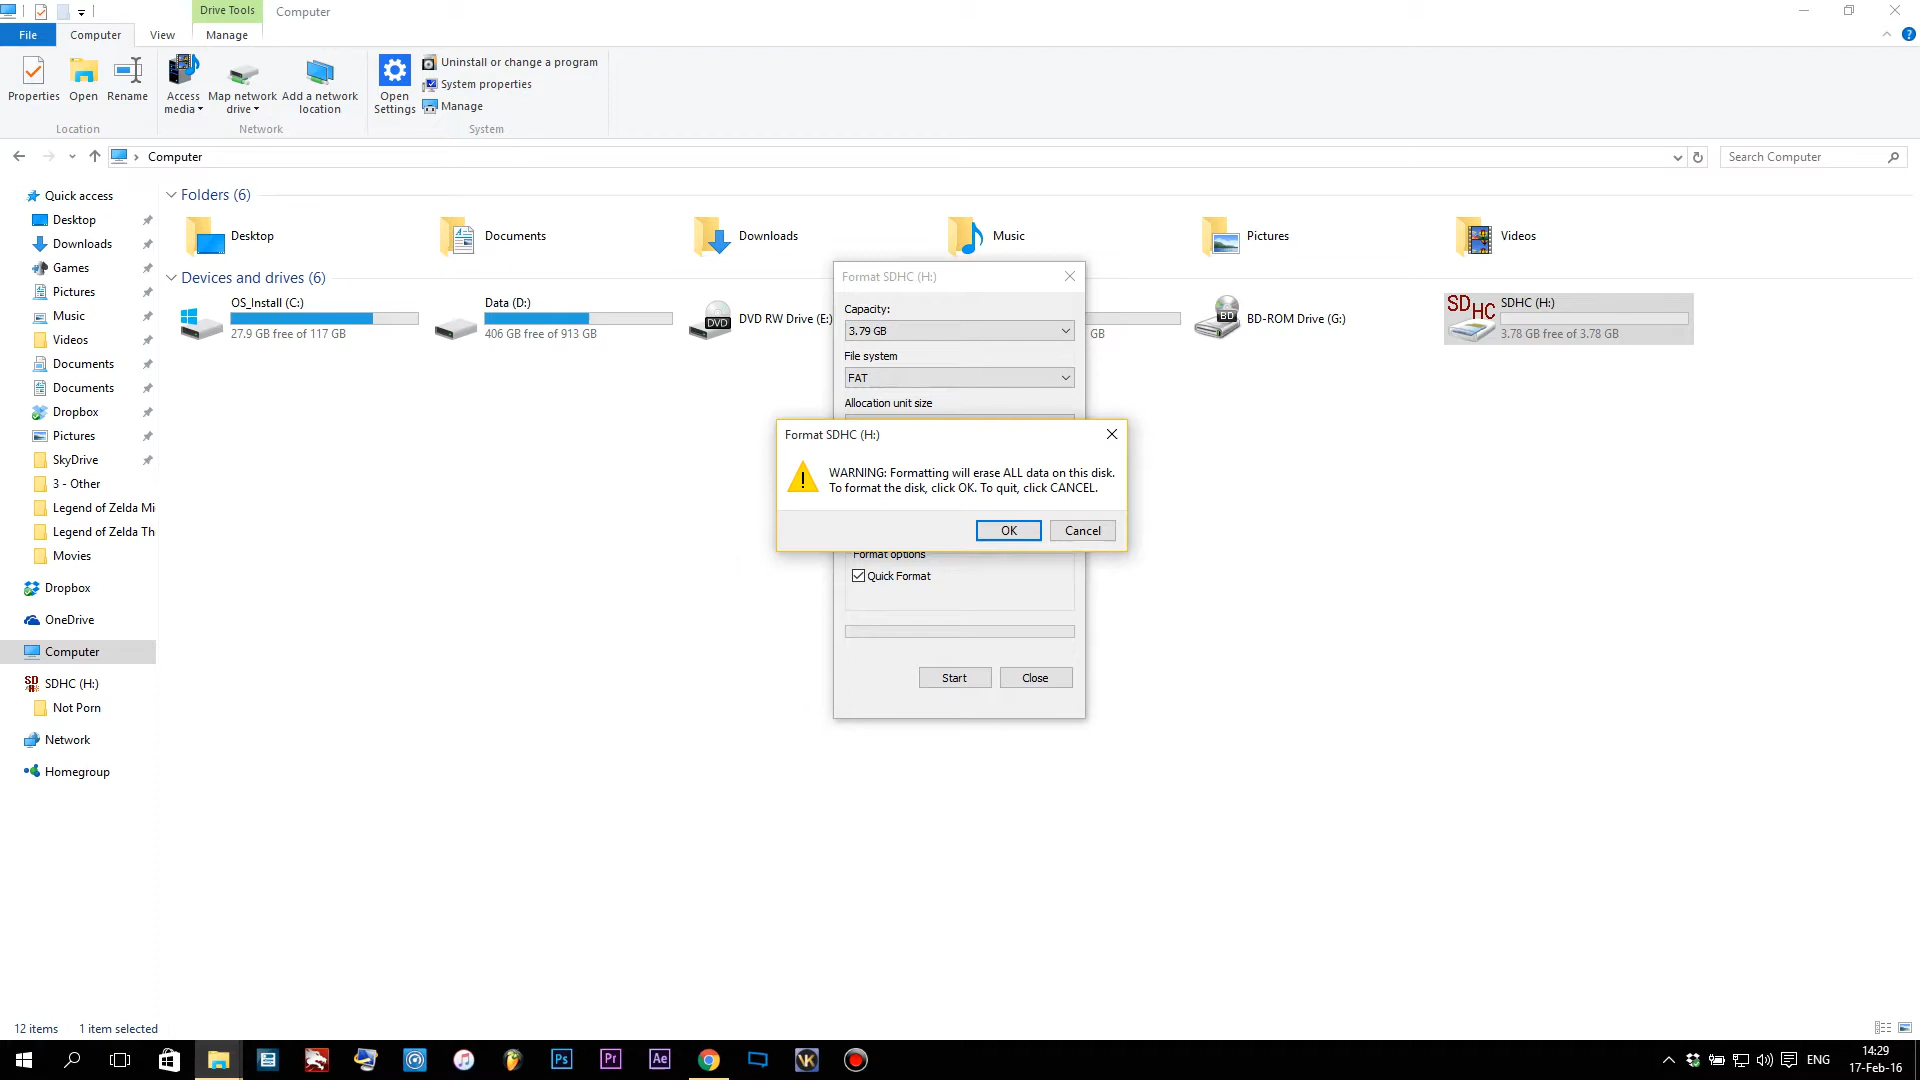 Drive Tools
Computer
File
Computer
View
Manage
Properties
Open
Rename
Access media
Map network drive
Add a network location
Open Settings
Uninstall or change a program
System properties
Manage
Location
Network
System
Computer
Search Computer
Quick access
Desktop
Downloads
Games
Pictures
Music
Videos
Documents
Documents
Dropbox
Pictures
SkyDrive
3 - Other
Legend of Zelda Mi
Legend of Zelda Th
Movies
Dropbox
OneDrive
Computer
SDHC (H:)
Not Porn
Network
Homegroup
Folders (6)
Desktop
Documents
Downloads
Music
Pictures
Videos
Devices and drives (6)
OS_Install (C:)
27.9 GB free of 117 GB
Data (D:)
406 GB free of 913 GB
DVD
DVD RW Drive (E:)
GB
BD
BD-ROM Drive (G:)
SDHC
SDHC (H:)
3.78 GB free of 3.78 GB
Format SDHC (H:)
Capacity:
3.79 GB
File system
FAT
Allocation unit size
Format SDHC (H:)
WARNING: Formatting will erase ALL data on this disk.
To format the disk, click OK. To quit, click CANCEL.
OK
Cancel
Format options
Quick Format
Start
Close
12 items
1 item selected
Ps
Pr
Ae
VK
ENG
14:29
17-Feb-16